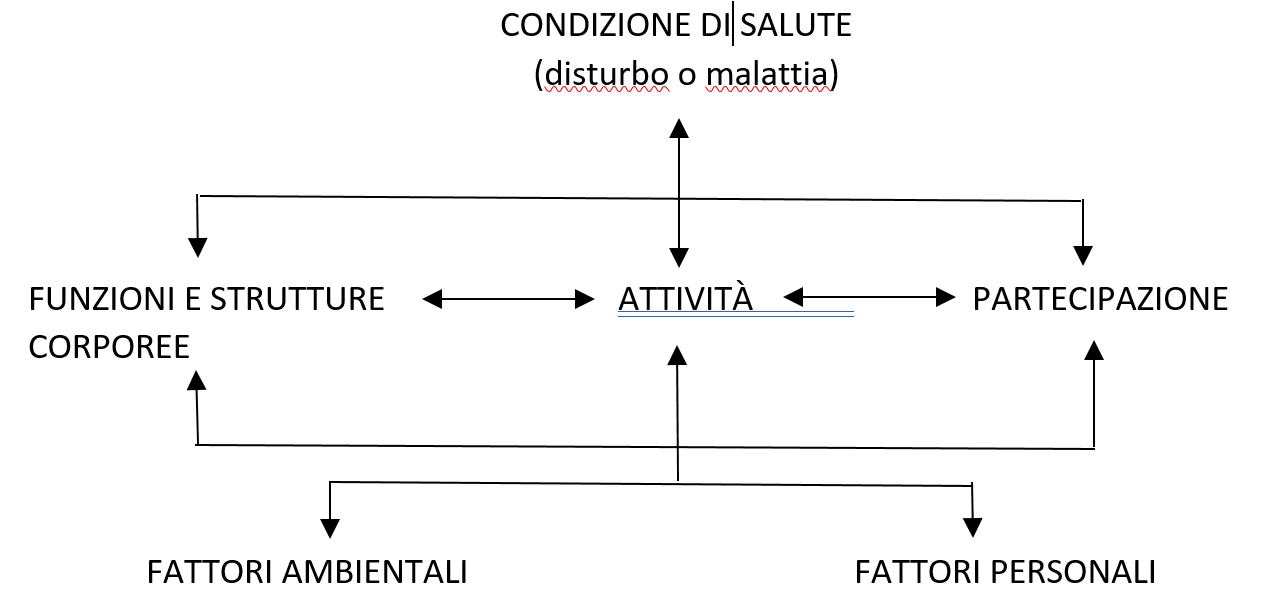 CONDIZIONE DI SALUTE
(disturbo o malattia)
FUNZIONI E STRUTTURE
CORPOREE
ATTIVITÀ
PARTECIPAZIONE
FATTORI AMBIENTALI
FATTORI PERSONALI